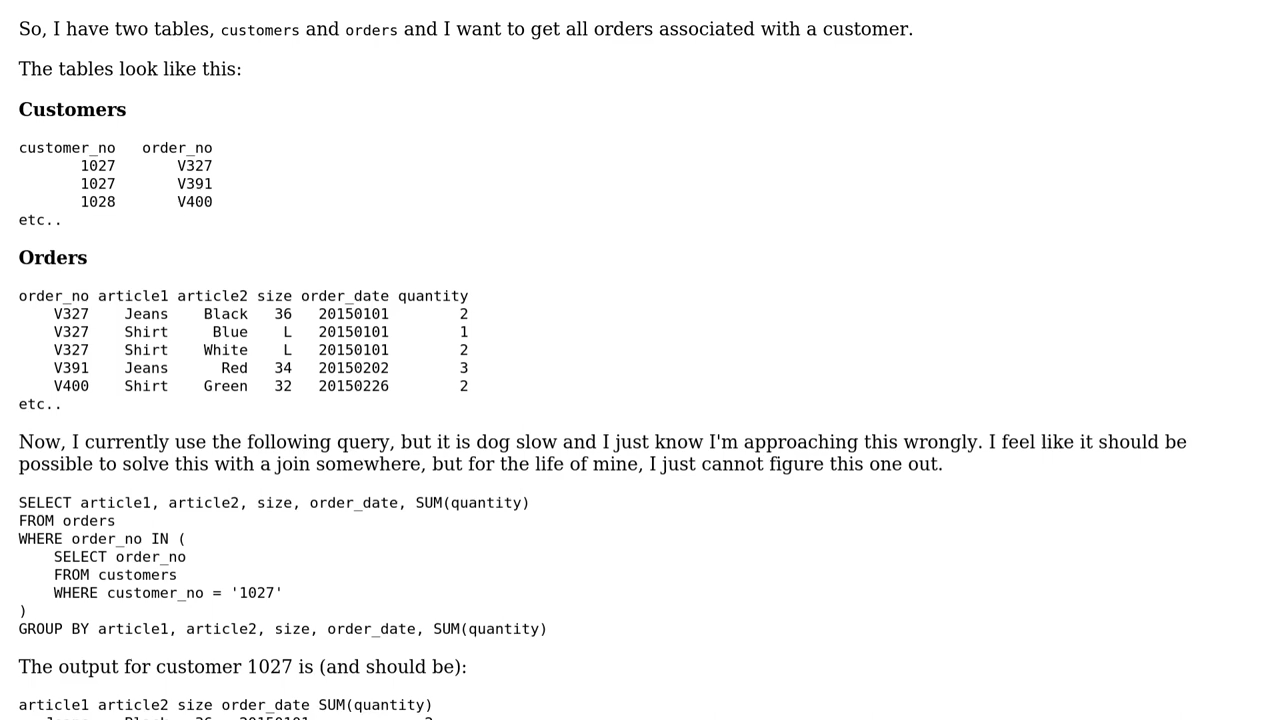 So, I have two tables, customers and orders and I want to get all orders associated with a customer.
The tables look like this:
Customers
customer_no   order_no
       1027       V327
       1027       V391
       1028       V400
etc..
Orders
order_no article1 article2 size order_date quantity
    V327    Jeans    Black   36   20150101        2
    V327    Shirt     Blue    L   20150101        1
    V327    Shirt    White    L   20150101        2
    V391    Jeans      Red   34   20150202        3
    V400    Shirt    Green   32   20150226        2
etc..
Now, I currently use the following query, but it is dog slow and I just know I'm approaching this wrongly. I feel like it should be
possible to solve this with a join somewhere, but for the life of mine, I just cannot figure this one out.
SELECT article1, article2, size, order_date, SUM(quantity)
FROM orders
WHERE order_no IN (
    SELECT order_no
    FROM customers
    WHERE customer_no = '1027'
)
GROUP BY article1, article2, size, order_date, SUM(quantity)
The output for customer 1027 is (and should be):
article1 article2 size order_date SUM(quantity)